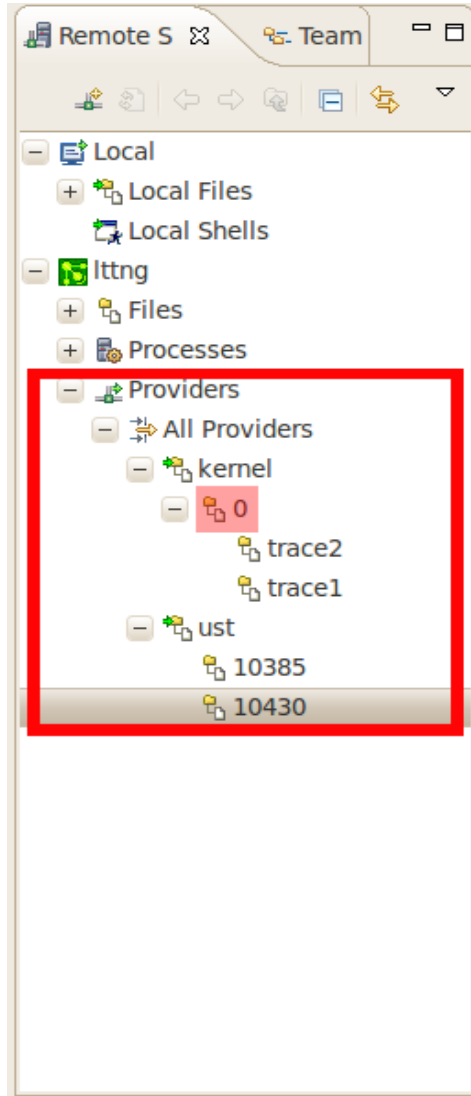 Remote S Team
Local
Local Files
Local Shells
lttng
Files
Processes
Providers
All Providers
kernel
0
trace2
trace1
ust
10385
10430